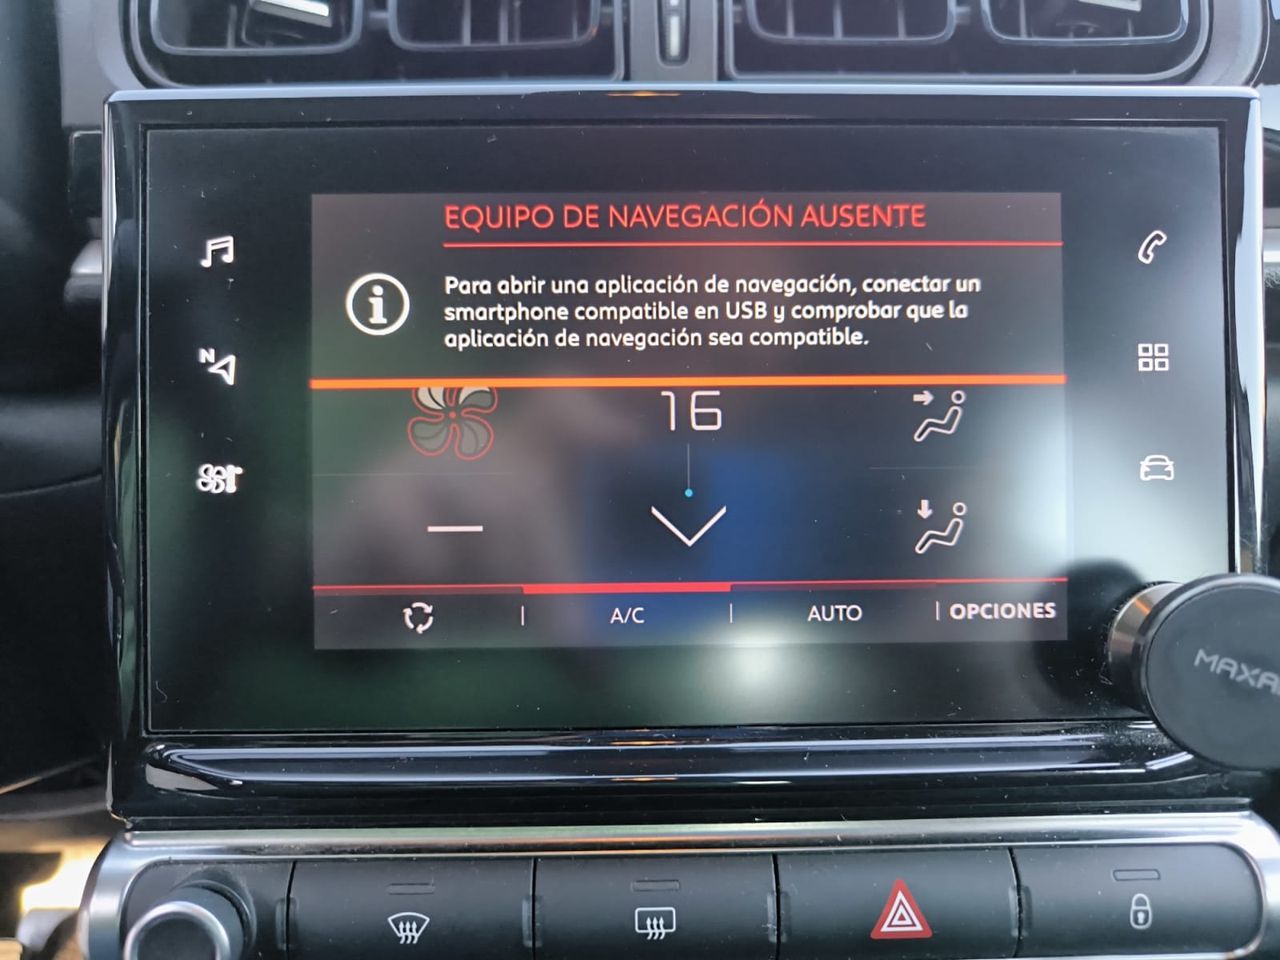 EQUIPO DE NAVEGACIÓN AUSENTE
Para abrir una aplicación de navegación, conectar un
smartphone compatible en USB y comprobar que la
aplicación de navegación sea compatible.
N
16
A/C
AUTO
OPCIONES
MAXA